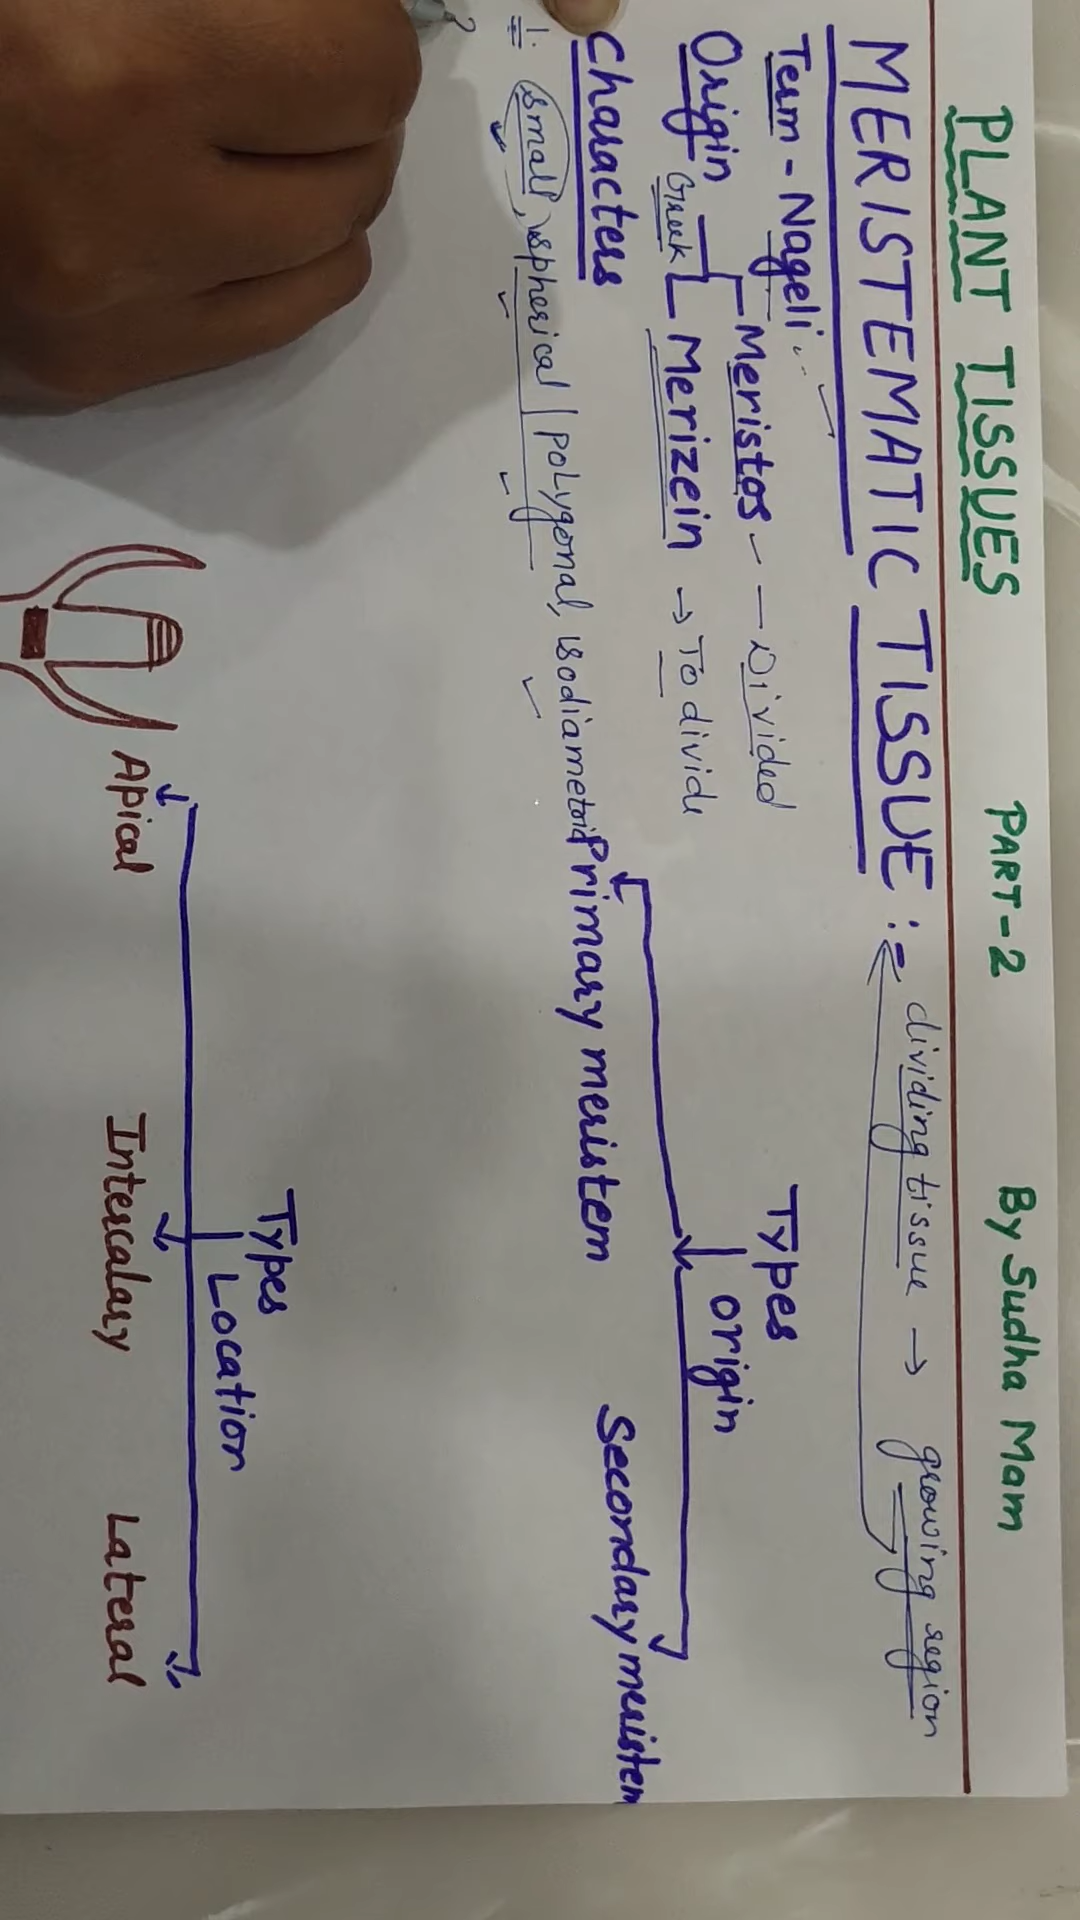 PLANT TISSUES PART-2 By Sudha Mam
MERISTEMATIC TISSUE := dividing tissue → growing region
Term - Nageli
Origin Greek
Meristos - Divided
Merizein → To divide
Characters
1. small, spherical | polygonal, isodiametric
2
Types
origin
Primary meristem Secondary meristem
Types
Location
Apical Intercalary Lateral